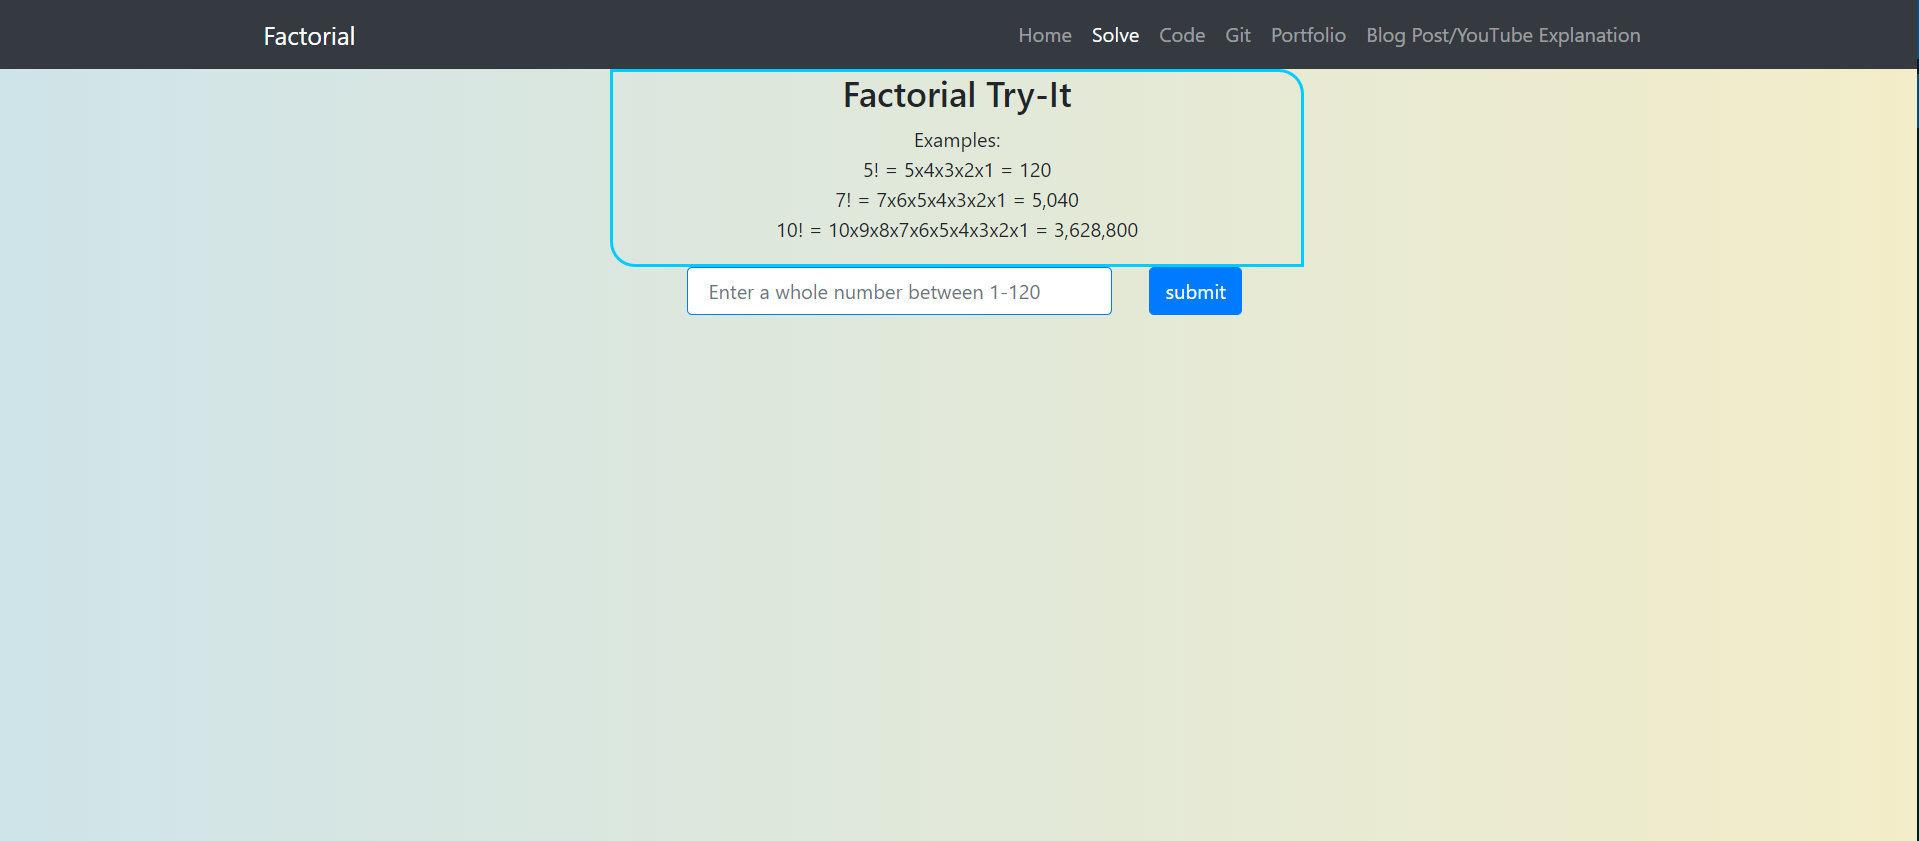 Factorial
Home Solve Code Git Portfolio Blog Post/YouTube Explanation
Factorial Try-It
Examples:
5! = 5x4x3x2x1 = 120
7! = 7x6x5x4x3x2x1 = 5,040
10! = 10x9x8x7x6x5x4x3x2x1 = 3,628,800
Enter a whole number between 1-120
submit